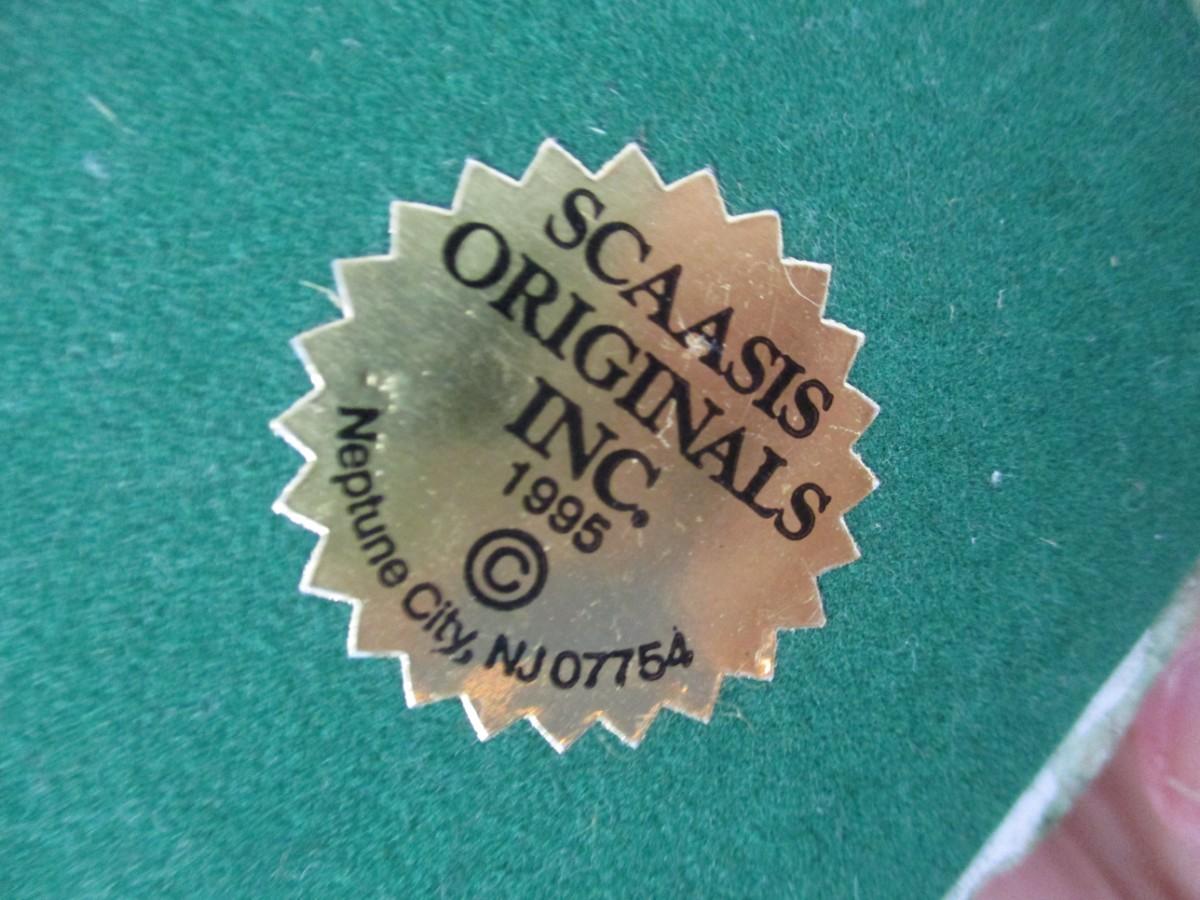 SCAASIS
ORIGINALS
INC.
1995
©
Neptune City, NJ 07754